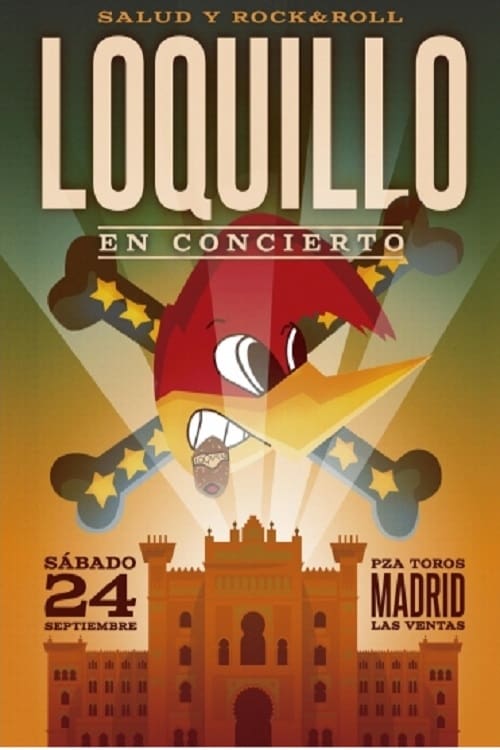 SALUD Y ROCK&ROLL
LOQUILLO
EN CONCIERTO
SÁBADO
24
SEPTIEMBRE
PZA TOROS
MADRID
LAS VENTAS